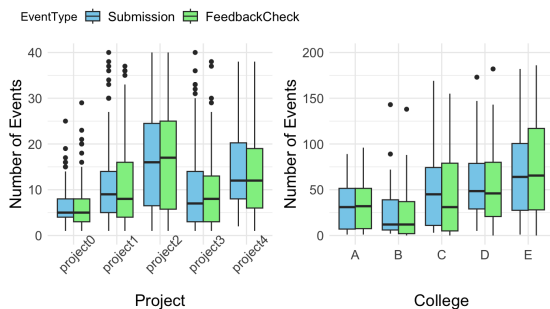 EventType Submission FeedbackCheck
Number of Events
40
30
20
10
0
project0 project1 project2 project3 project4
Project
Number of Events
200
150
100
50
0
A B C D E
College